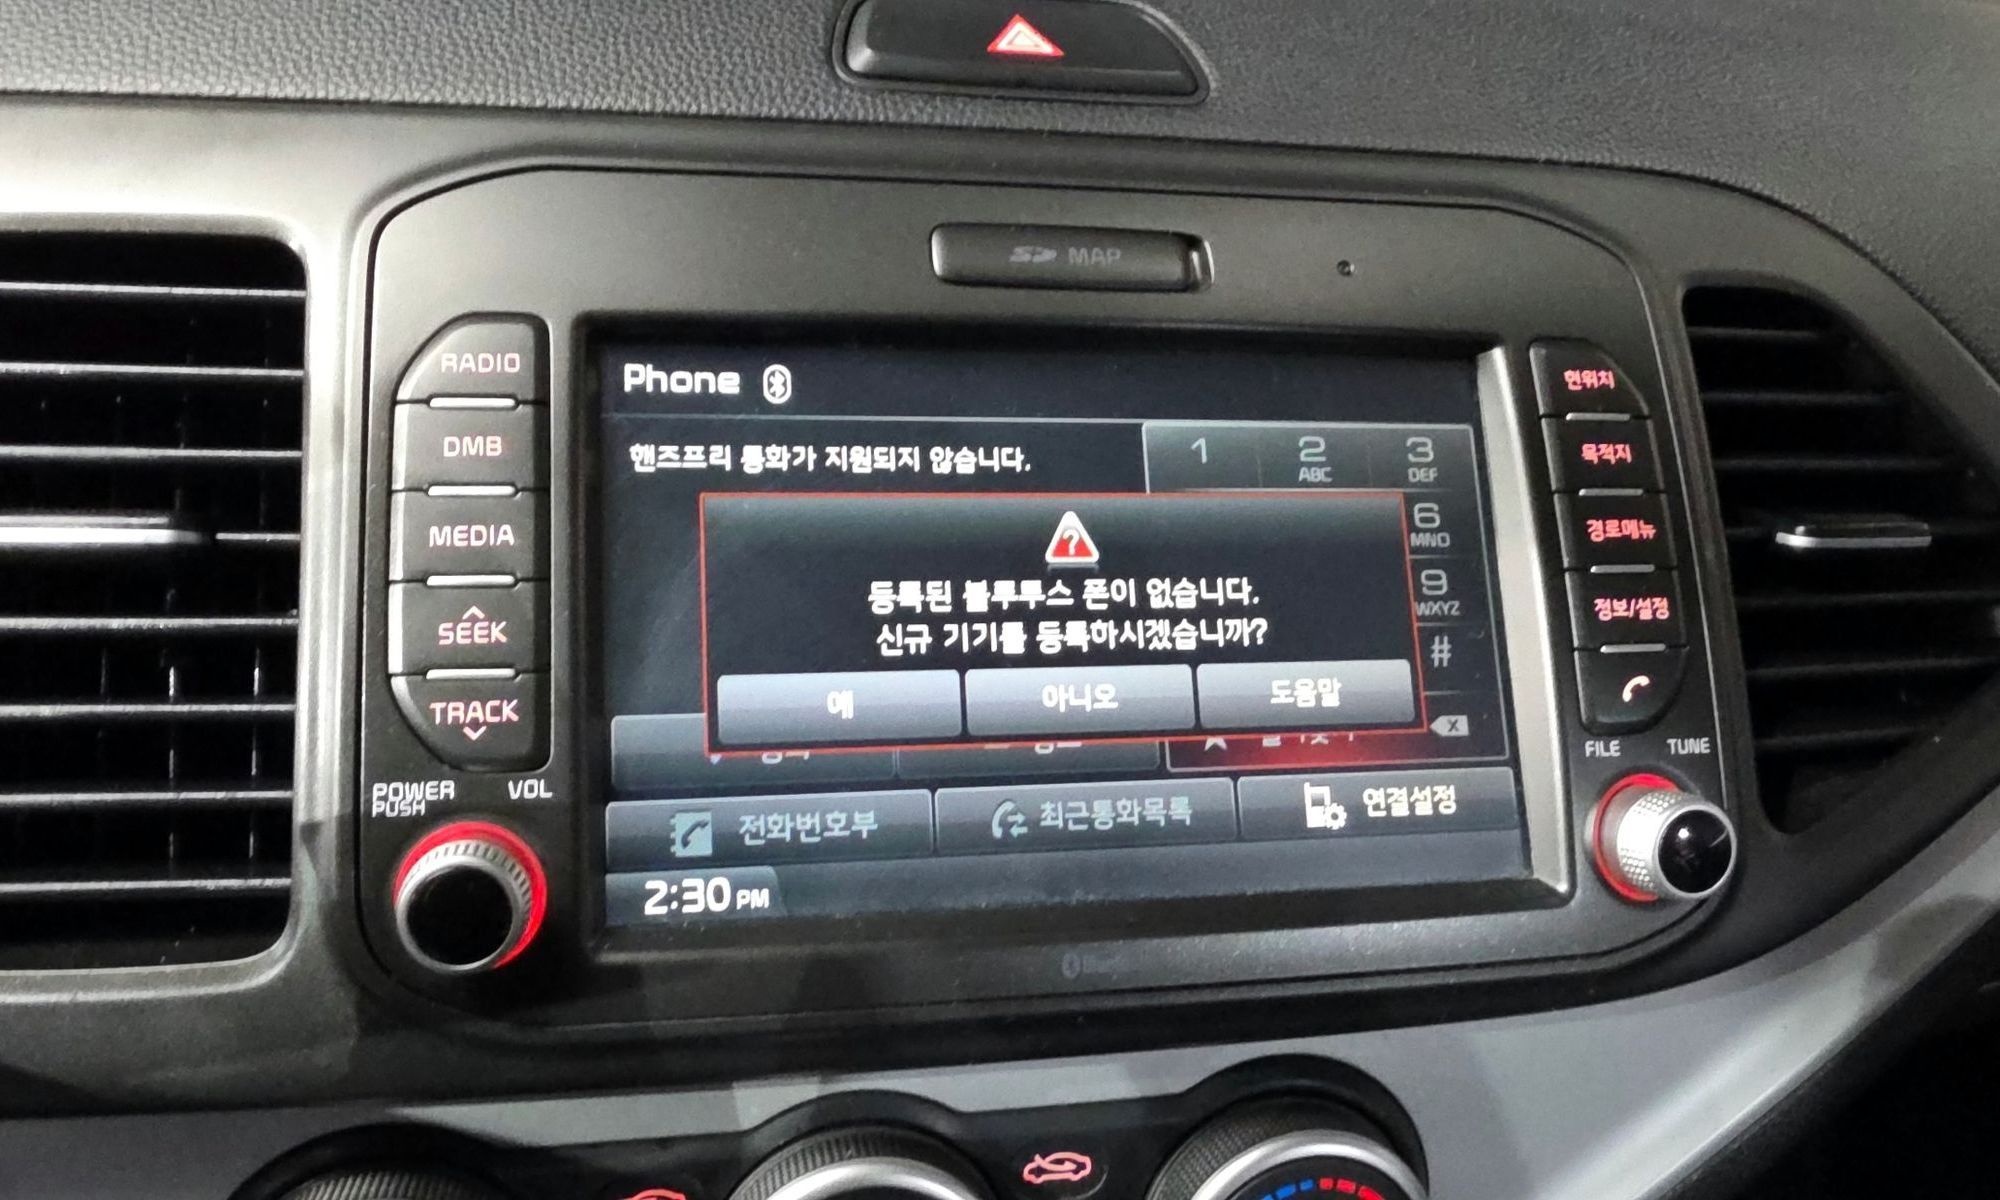 SD MAP
RADIO
DMB
MEDIA
SEEK
TRACK
POWER
PUSH
VOL
Phone
핸즈프리 통화가 지원되지 않습니다.
1
2
ABC
3
DEF
6
MNO
9
WXYZ
#
등록된 블루투스 폰이 없습니다.
신규 기기를 등록하시겠습니까?
예
아니오
도움말
전화번호부
최근통화목록
연결설정
2:30 PM
현위치
목적지
경로메뉴
정보/설정
FILE
TUNE